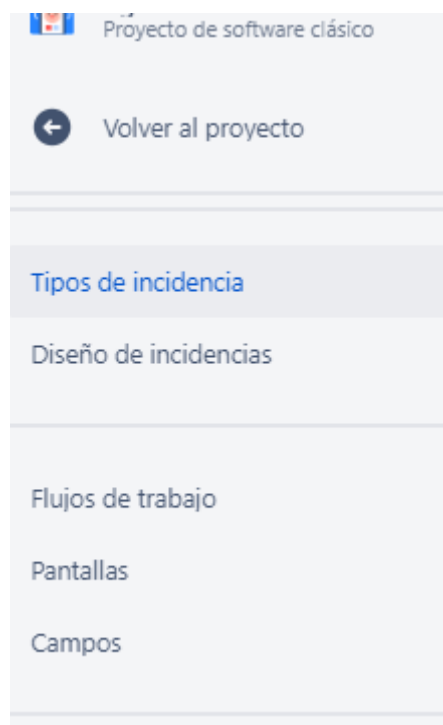 Proyecto de software clásico
Volver al proyecto
Tipos de incidencia
Diseño de incidencias
Flujos de trabajo
Pantallas
Campos